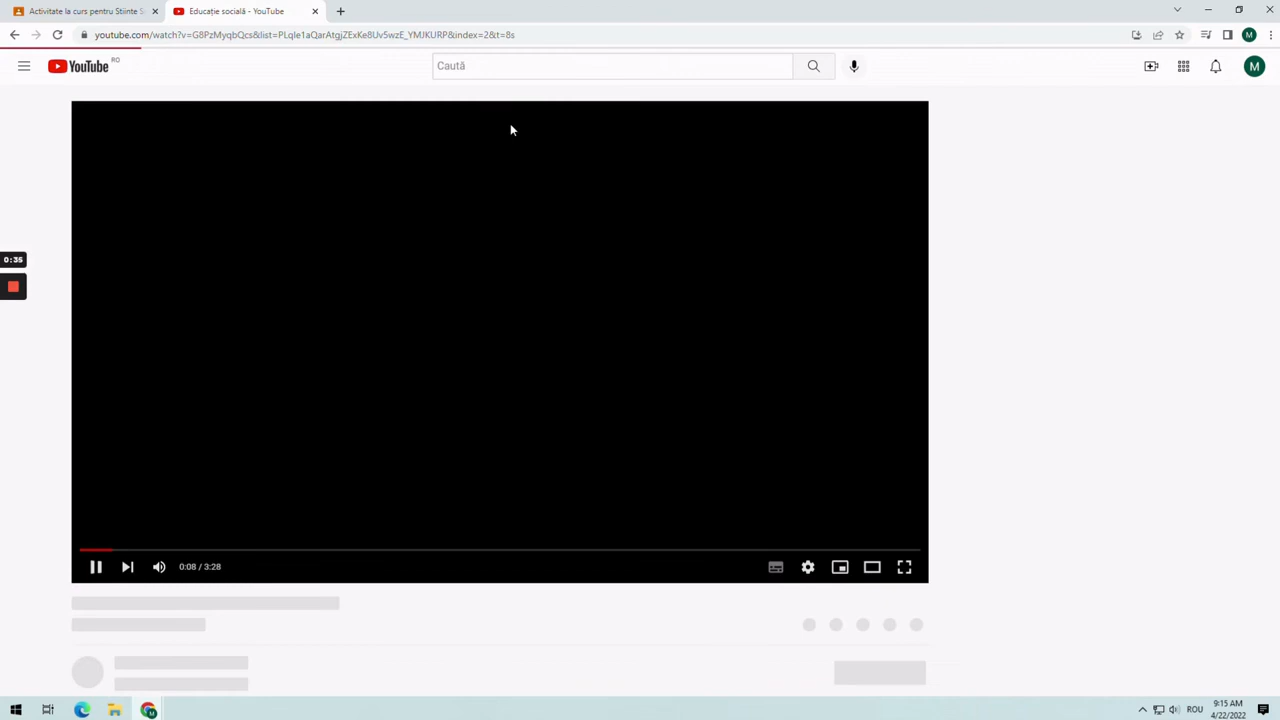 Activitate la curs pentru Stiinte S
Educație socială - YouTube
youtube.com/watch?v=G8PzMyqbQcs&list=PLqle1aQarAtgjZExKe8Uv5wzE_YMJKURP&index=2&t=8s
M
YouTube RO
Caută
M
0:35
0:08 / 3:28
ROU
9:15 AM
4/22/2022